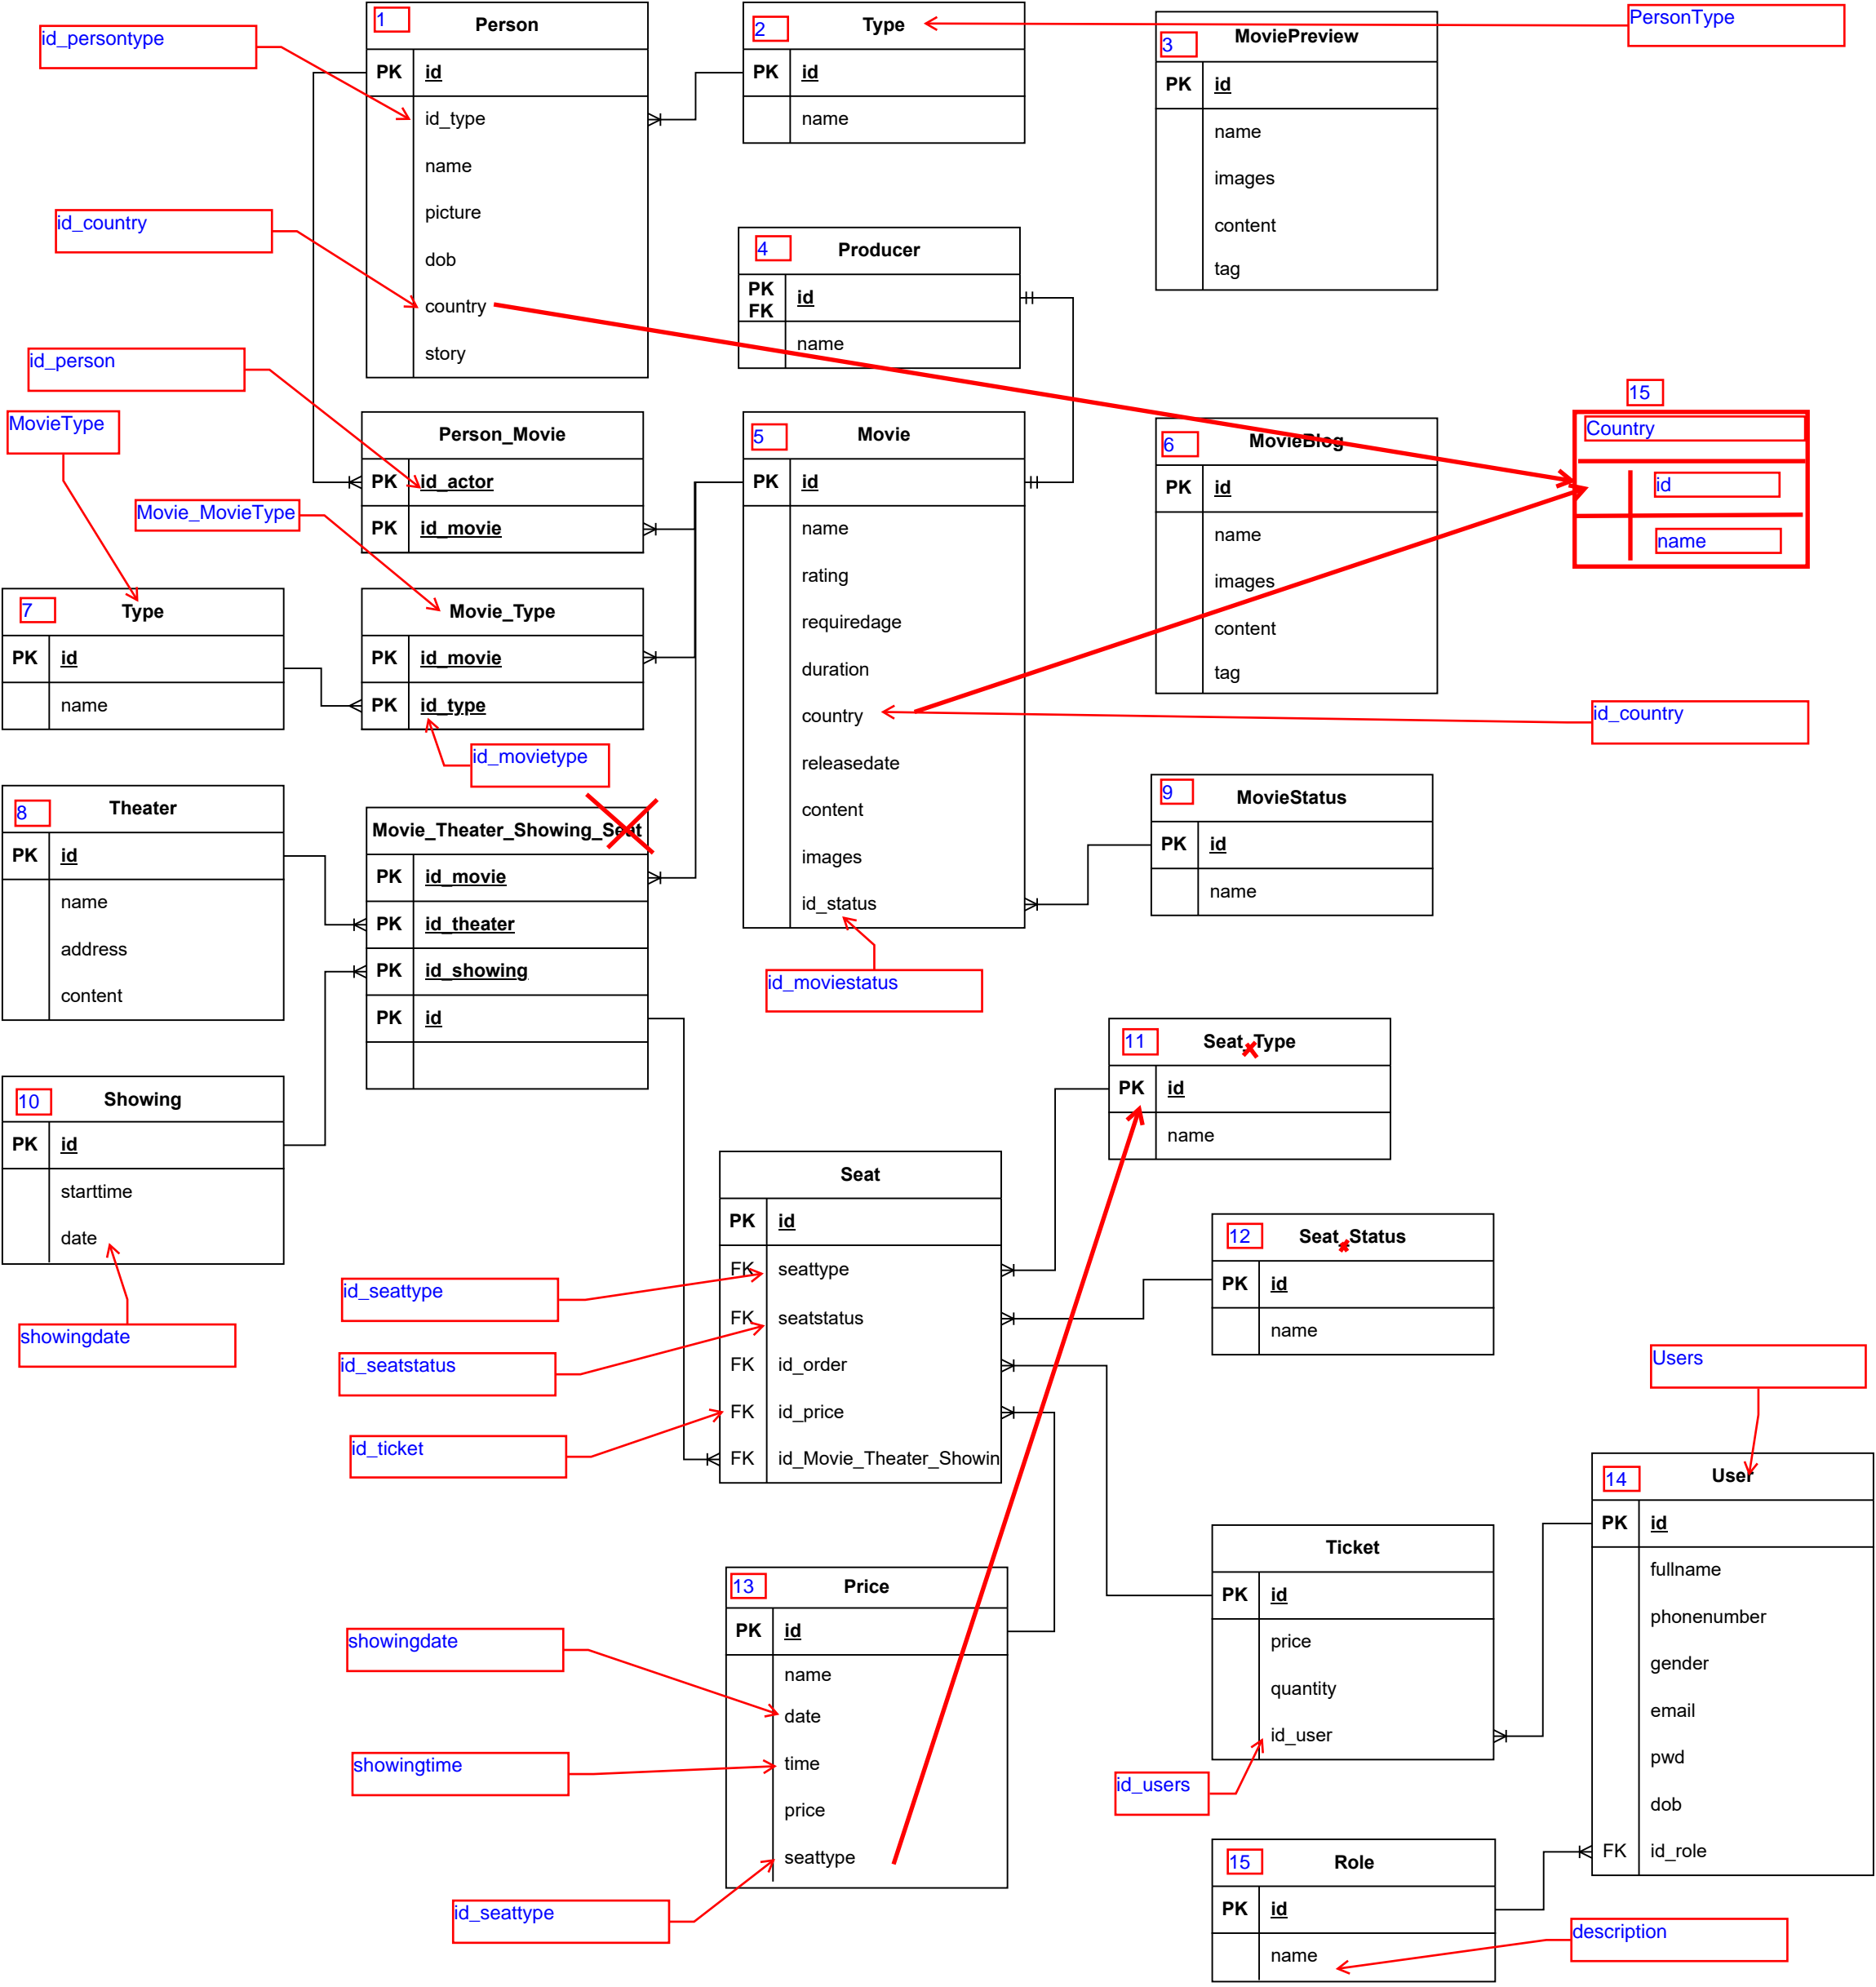 1
Person
PK
id
id_type
name
picture
dob
country
story
id_persontype
id_country
id_person
2
Type
PK
id
name
PersonType
3
MoviePreview
PK
id
name
images
content
tag
4
Producer
PK
FK
id
name
15
Country
id
name
MovieType
Movie_MovieType
Person_Movie
PK
id_actor
PK
id_movie
5
Movie
PK
id
name
rating
requiredage
duration
country
releasedate
content
images
id_status
id_moviestatus
6
MovieBlog
PK
id
name
images
content
tag
id_country
7
Type
PK
id
name
Movie_Type
PK
id_movie
PK
id_type
id_movietype
8
Theater
PK
id
name
address
content
Movie_Theater_Showing_Seat
PK
id_movie
PK
id_theater
PK
id_showing
PK
id
9
MovieStatus
PK
id
name
10
Showing
PK
id
starttime
date
showingdate
11
Seat_Type
PK
id
name
Seat
PK
id
FK
seattype
FK
seatstatus
FK
id_order
FK
id_price
FK
id_Movie_Theater_Showin
id_seattype
id_seatstatus
id_ticket
12
Seat_Status
PK
id
name
Users
14
User
PK
id
fullname
phonenumber
gender
email
pwd
dob
FK
id_role
13
Price
PK
id
name
date
time
price
seattype
showingdate
showingtime
id_seattype
Ticket
PK
id
price
quantity
id_user
id_users
15
Role
PK
id
name
description